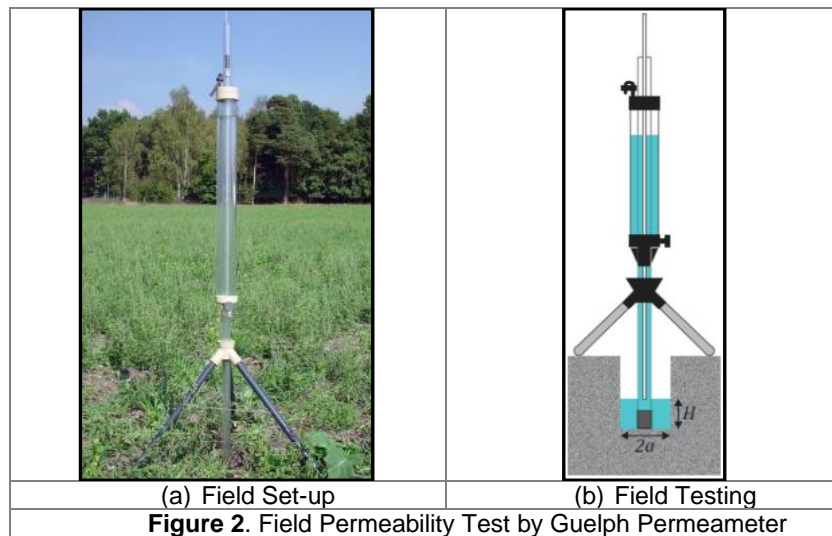 H
2a
(a) Field Set-up
(b) Field Testing
Figure 2. Field Permeability Test by Guelph Permeameter